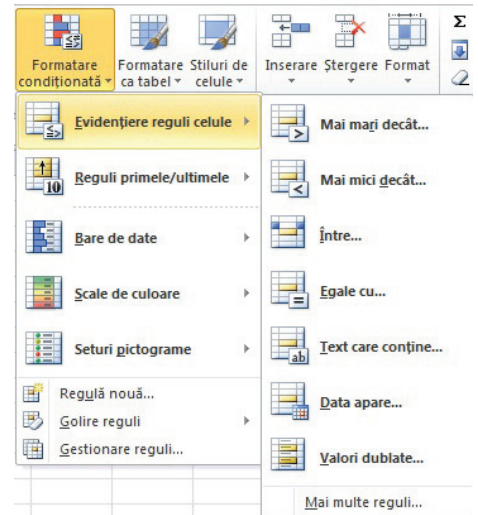 Formatare condiționată
Formatare ca tabel
Stiluri de celule
Inserare
Ștergere
Format
Σ
Evidențiere reguli celule
Reguli primele/ultimele
10
Bare de date
Scale de culoare
Seturi pictograme
Regulă nouă...
Golire reguli
Gestionare reguli...
Mai mari decât...
Mai mici decât...
Între...
Egale cu...
Text care conține...
ab
Data apare...
Valori dublate...
Mai multe reguli...